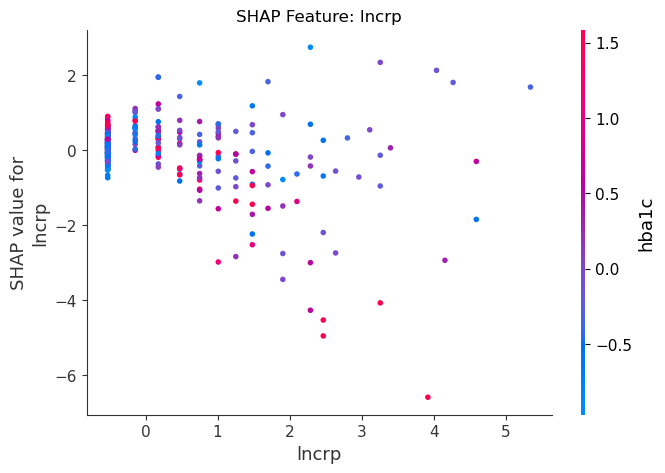 SHAP Feature: lncrp
SHAP value for
lncrp
2
0
−2
−4
−6
0 1 2 3 4 5
lncrp
1.5
1.0
0.5
0.0
−0.5
hba1c